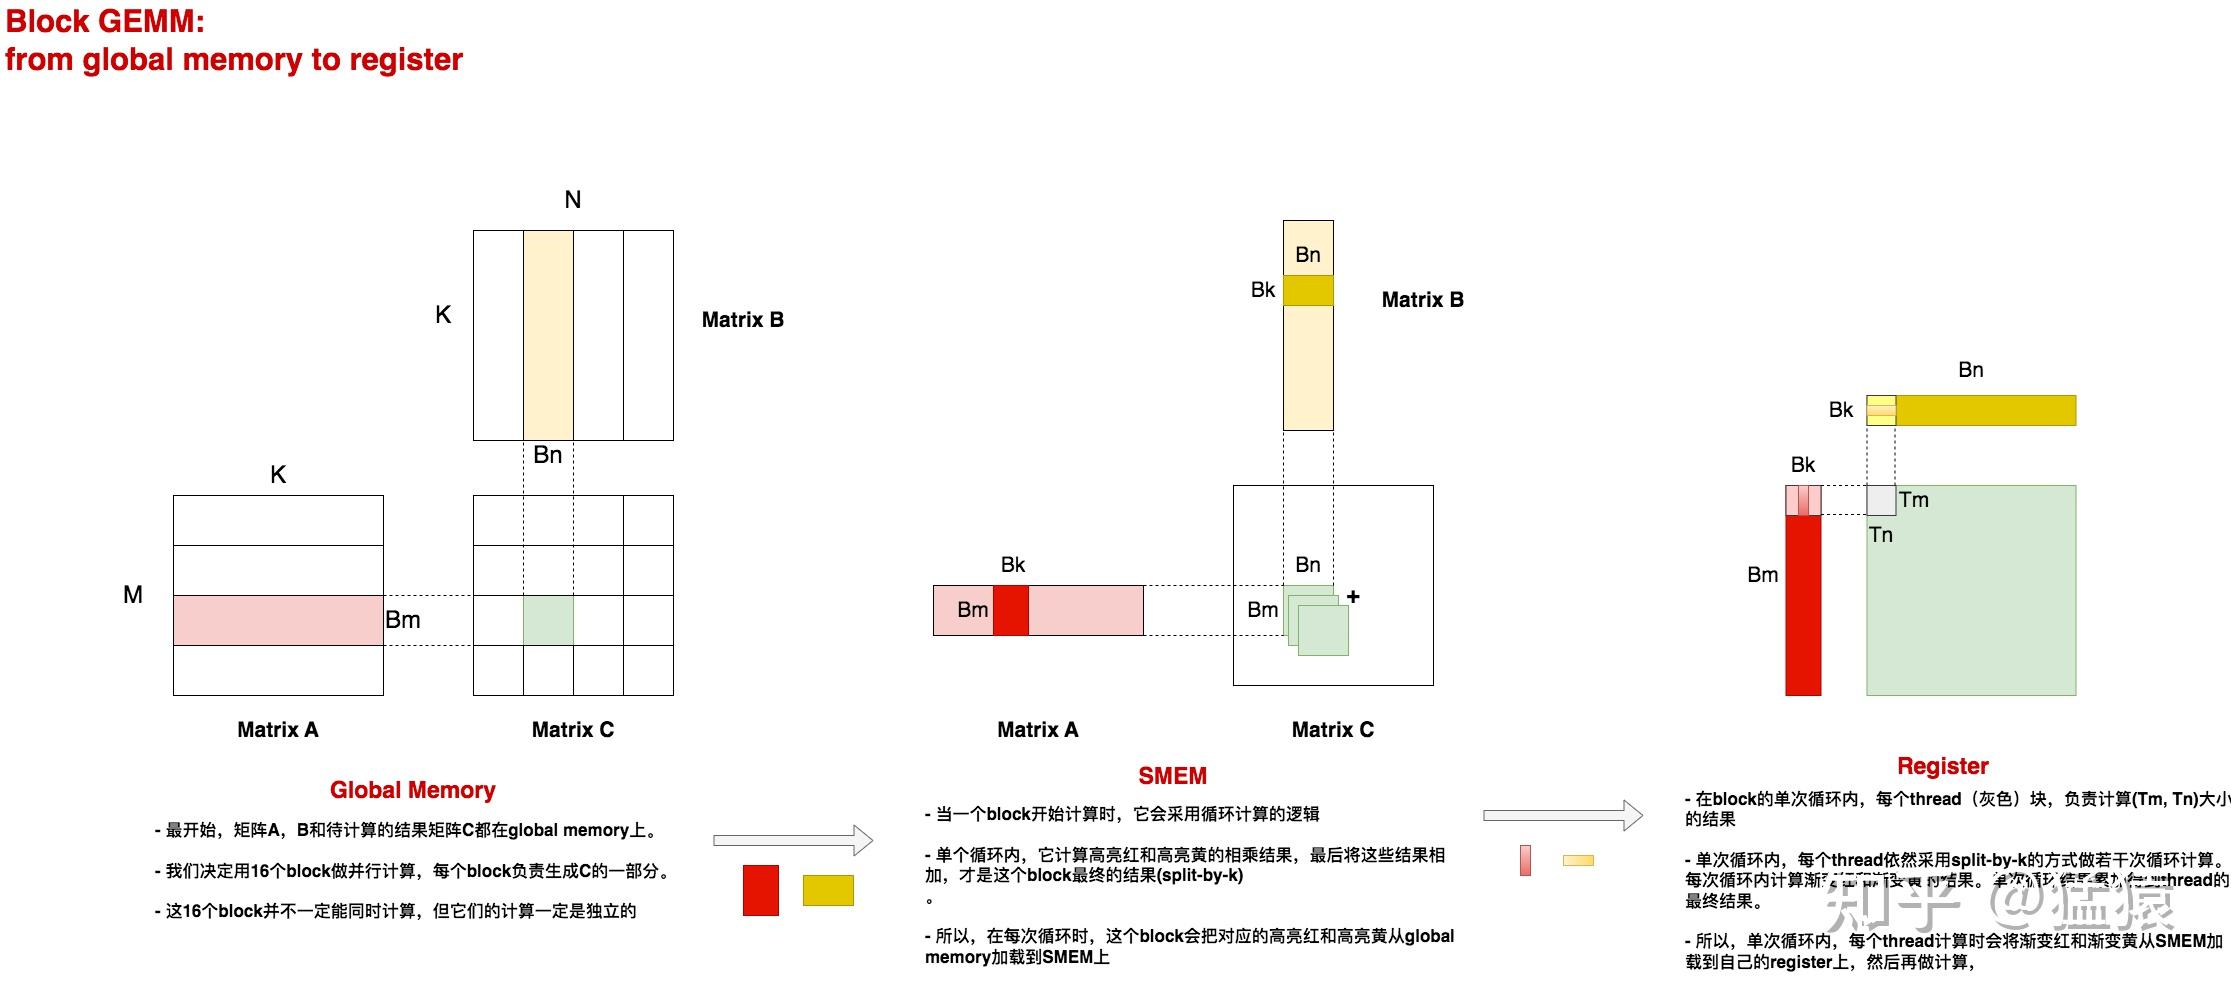 Block GEMM:
from global memory to register
N
K
Matrix B
Bn
K
M
Bm
Matrix A
Matrix C
Global Memory
- 最开始，矩阵A，B和待计算的结果矩阵C都在global memory上。
- 我们决定用16个block做并行计算，每个block负责生成C的一部分。
- 这16个block并不一定能同时计算，但它们的计算一定是独立的
Bn
Bk
Matrix B
Bk
Bn
Bm
Bm
+
Matrix A
Matrix C
SMEM
- 当一个block开始计算时，它会采用循环计算的逻辑
- 单个循环内，它计算高亮红和高亮黄的相乘结果，最后将这些结果相
加，才是这个block最终的结果(split-by-k)
。
- 所以，在每次循环时，这个block会把对应的高亮红和高亮黄从global
memory加载到SMEM上
Bn
Bk
Bk
Tm
Tn
Bm
Register
- 在block的单次循环内，每个thread（灰色）块，负责计算(Tm, Tn)大小
的结果
- 单次循环内，每个thread依然采用split-by-k的方式做若干次循环计算。
每次循环内计算渐变红和渐变黄的结果。单次循环结果累加得到thread的
最终结果。
- 所以，单次循环内，每个thread计算时会将渐变红和渐变黄从SMEM加
载到自己的register上，然后再做计算，
知乎 @猛猿